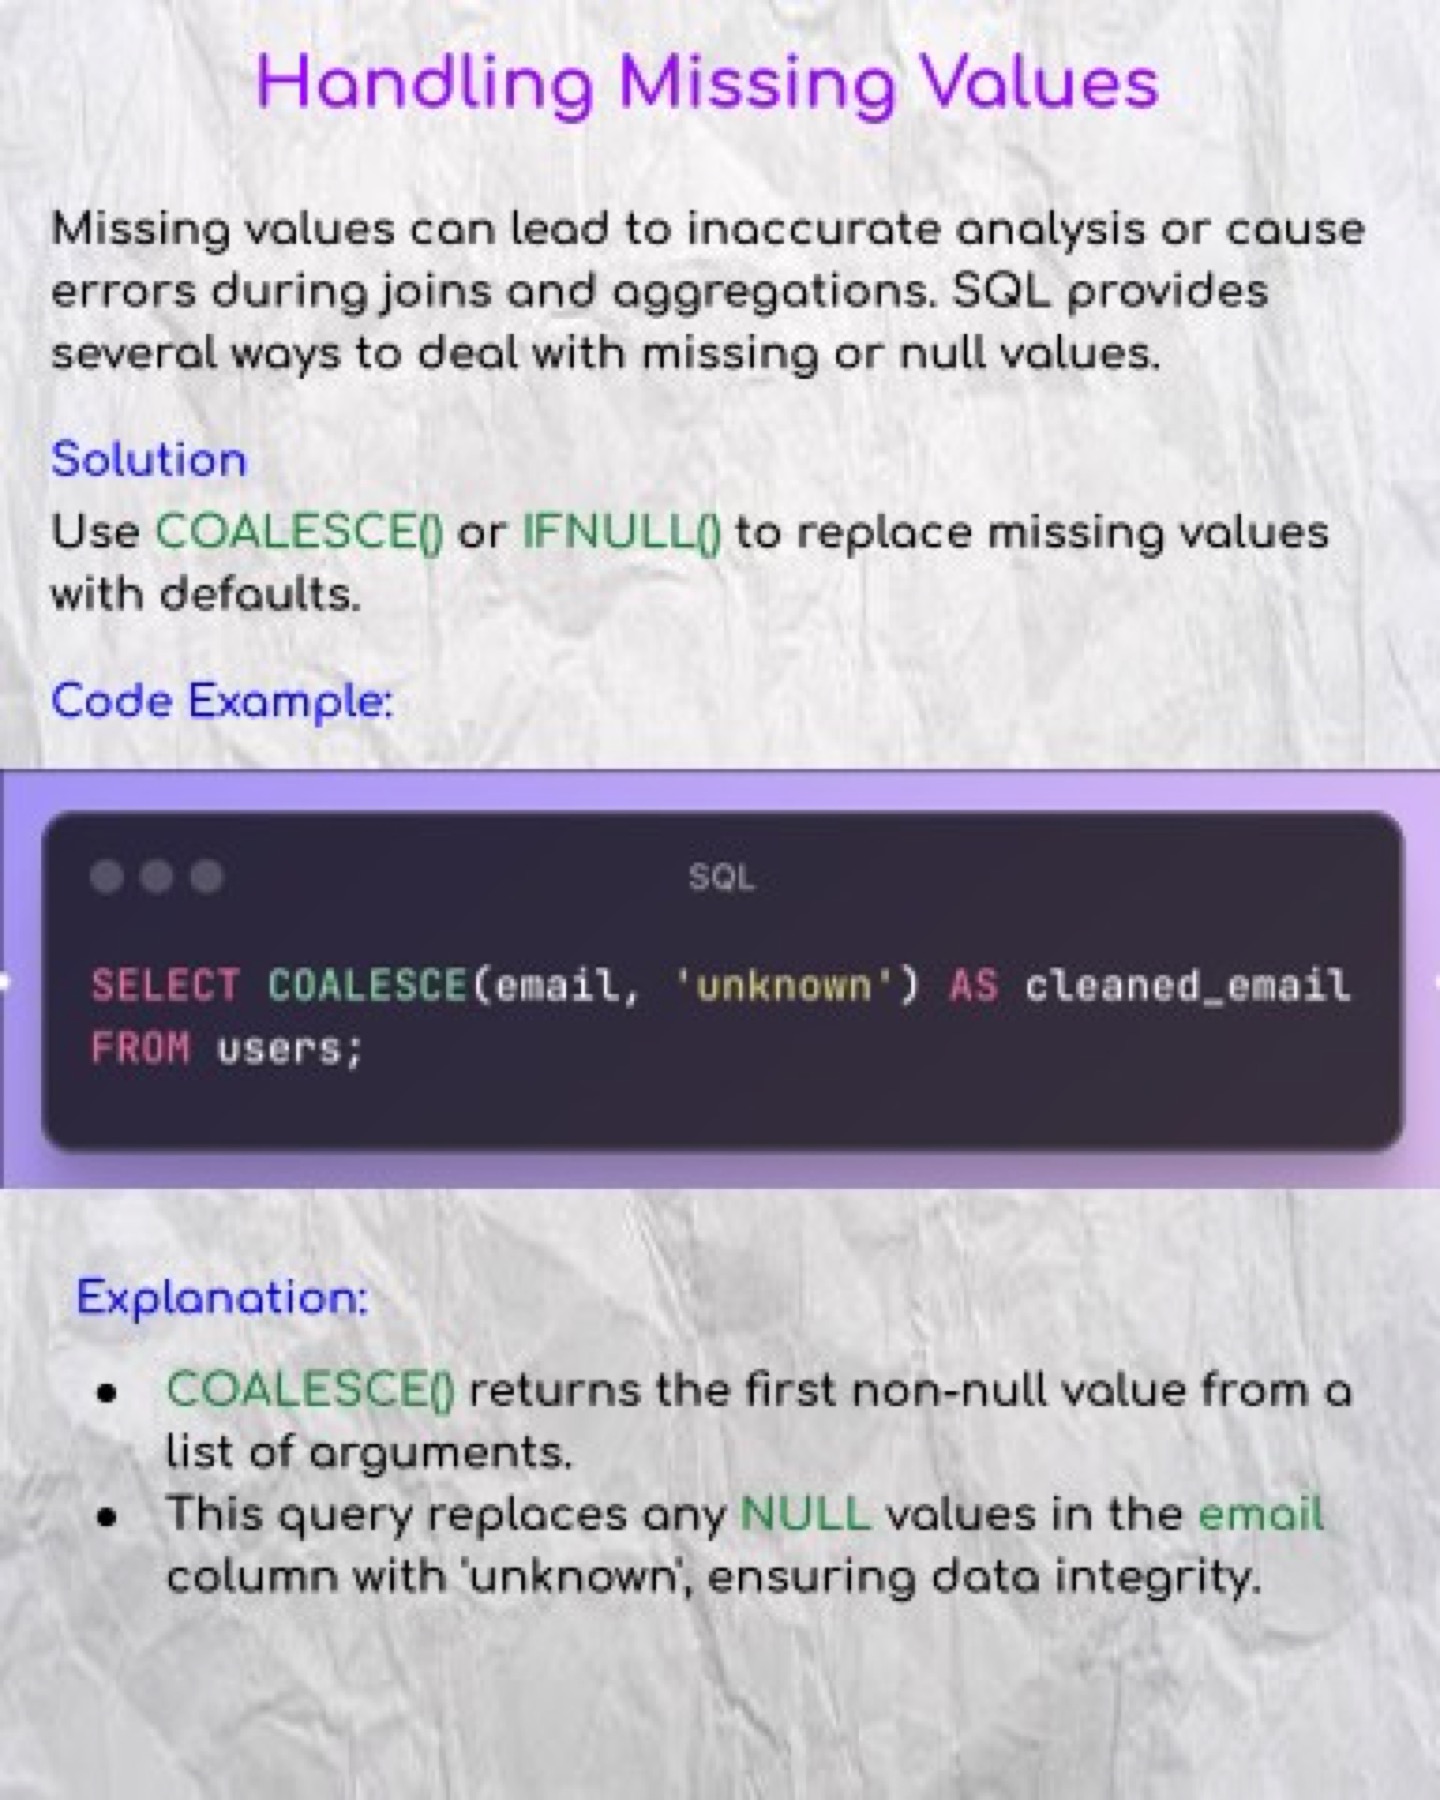 Handling Missing Values
Missing values can lead to inaccurate analysis or cause
errors during joins and aggregations. SQL provides
several ways to deal with missing or null values.
Solution
Use COALESCE() or IFNULL() to replace missing values
with defaults.
Code Example:
SQL
SELECT COALESCE(email, 'unknown') AS cleaned_email
FROM users;
Explanation:
● COALESCE() returns the first non-null value from a
list of arguments.
● This query replaces any NULL values in the email
column with 'unknown', ensuring data integrity.